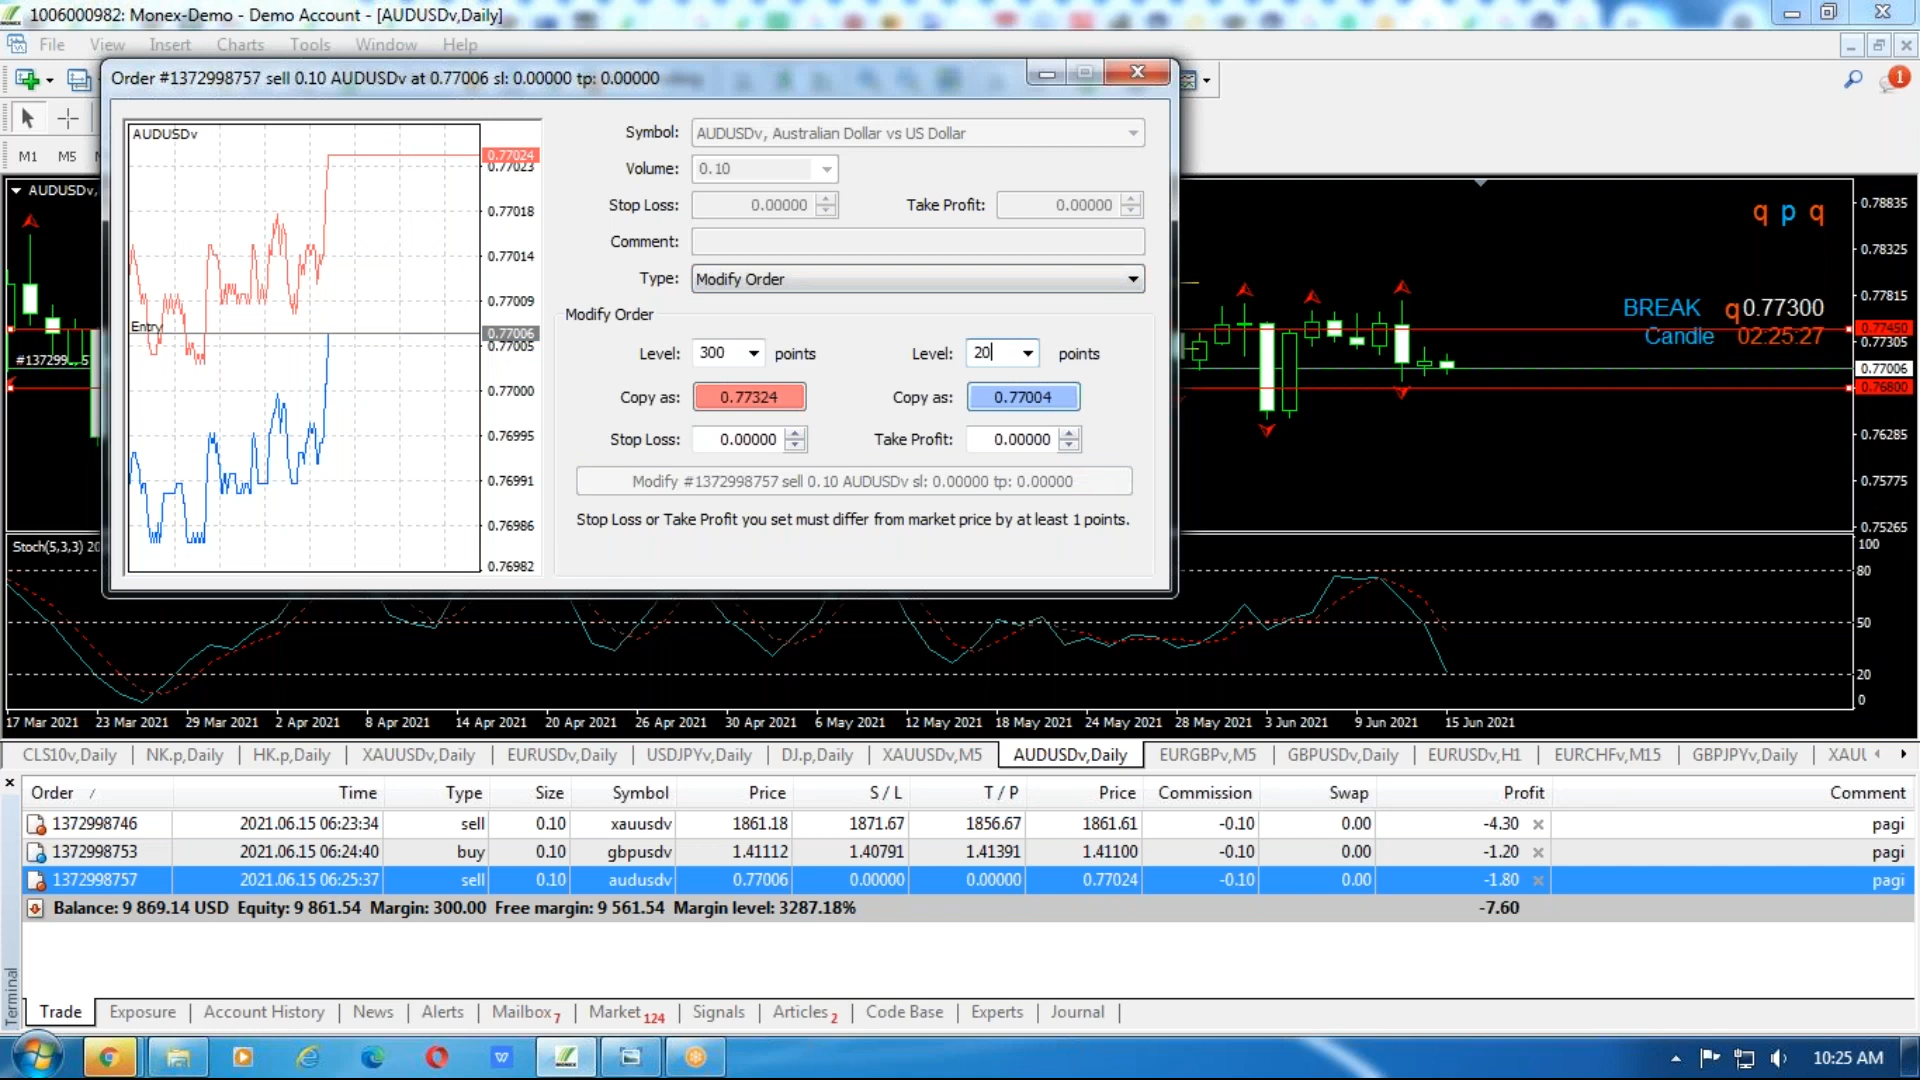 1006000982: Monex-Demo - Demo Account - [AUDUSDv,Daily]
File View Insert Charts Tools Window Help
Order #1372998757 sell 0.10 AUDUSDv at 0.77006 sl: 0.00000 tp: 0.00000
1
M1 M5
AUDUSDv
0.77024
0.77023
0.77018
0.77014
0.77009
Entry
0.77006
0.77005
0.77000
0.76995
0.76991
0.76986
0.76982
Symbol: AUDUSDv, Australian Dollar vs US Dollar
Volume: 0.10
Stop Loss: 0.00000 Take Profit: 0.00000
Comment:
Type: Modify Order
Modify Order
Level: 300 points Level: 20 points
Copy as: 0.77324 Copy as: 0.77004
Stop Loss: 0.00000 Take Profit: 0.00000
Modify #1372998757 sell 0.10 AUDUSDv sl: 0.00000 tp: 0.00000
Stop Loss or Take Profit you set must differ from market price by at least 1 points.
AUDUSDv,
q p q
BREAK q 0.77300
Candle 02:25:27
0.78835
0.78325
0.77815
0.77450
0.77305
0.77006
0.76800
0.76285
0.75775
0.75265
Stoch(5,3,3) 20
100
80
50
20
0
17 Mar 2021 23 Mar 2021 29 Mar 2021 2 Apr 2021 8 Apr 2021 14 Apr 2021 20 Apr 2021 26 Apr 2021 30 Apr 2021 6 May 2021 12 May 2021 18 May 2021 24 May 2021 28 May 2021 3 Jun 2021 9 Jun 2021 15 Jun 2021
CLS10v,Daily NK.p,Daily HK.p,Daily XAUUSDv,Daily EURUSDv,Daily USDJPYv,Daily DJ.p,Daily XAUUSDv,M5 AUDUSDv,Daily EURGBPv,M5 GBPUSDv,Daily EURUSDv,H1 EURCHFv,M15 GBPJPYv,Daily XAUU
Order / Time Type Size Symbol Price S / L T / P Price Commission Swap Profit Comment
1372998746 2021.06.15 06:23:34 sell 0.10 xauusdv 1861.18 1871.67 1856.67 1861.61 -0.10 0.00 -4.30 pagi
1372998753 2021.06.15 06:24:40 buy 0.10 gbpusdv 1.41112 1.40791 1.41391 1.41100 -0.10 0.00 -1.20 pagi
1372998757 2021.06.15 06:25:37 sell 0.10 audusdv 0.77006 0.00000 0.00000 0.77024 -0.10 0.00 -1.80 pagi
Balance: 9 869.14 USD Equity: 9 861.54 Margin: 300.00 Free margin: 9 561.54 Margin level: 3287.18% -7.60
Terminal
Trade Exposure Account History News Alerts Mailbox 7 Market 124 Signals Articles 2 Code Base Experts Journal
10:25 AM